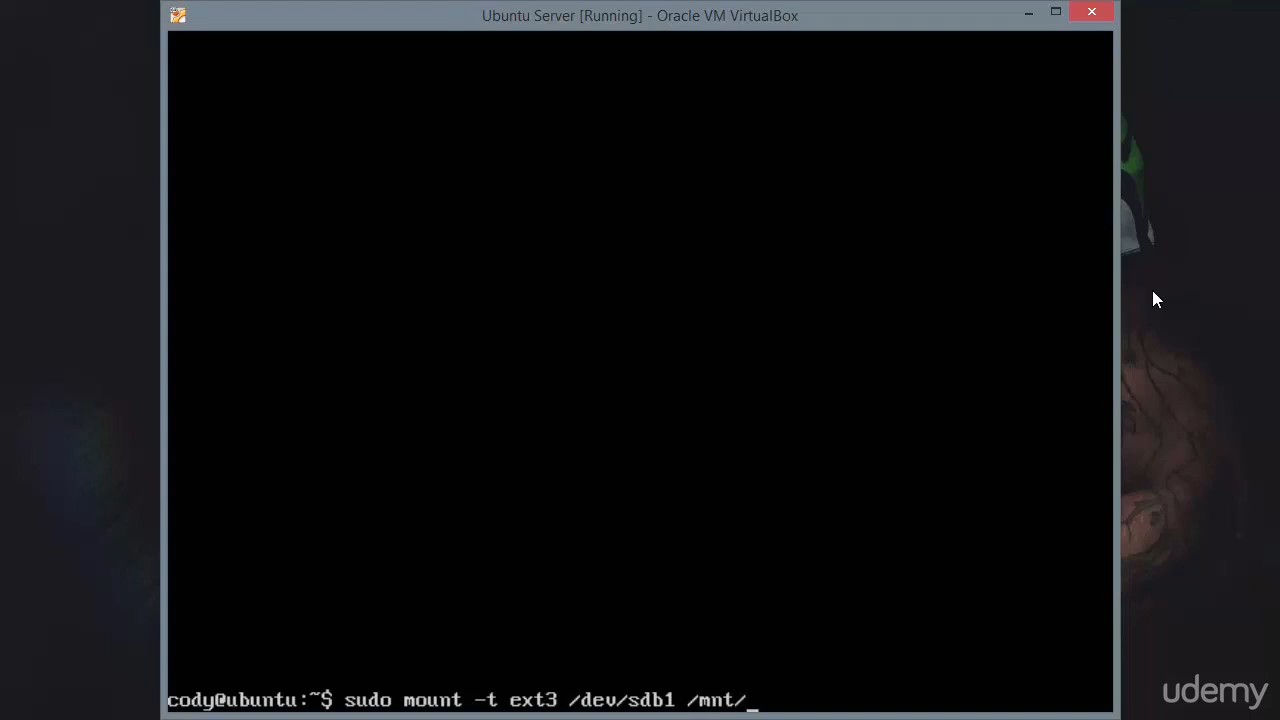 Ubuntu Server [Running] - Oracle VM VirtualBox
cody@ubuntu:~$ sudo mount -t ext3 /dev/sdb1 /mnt/_
udemy